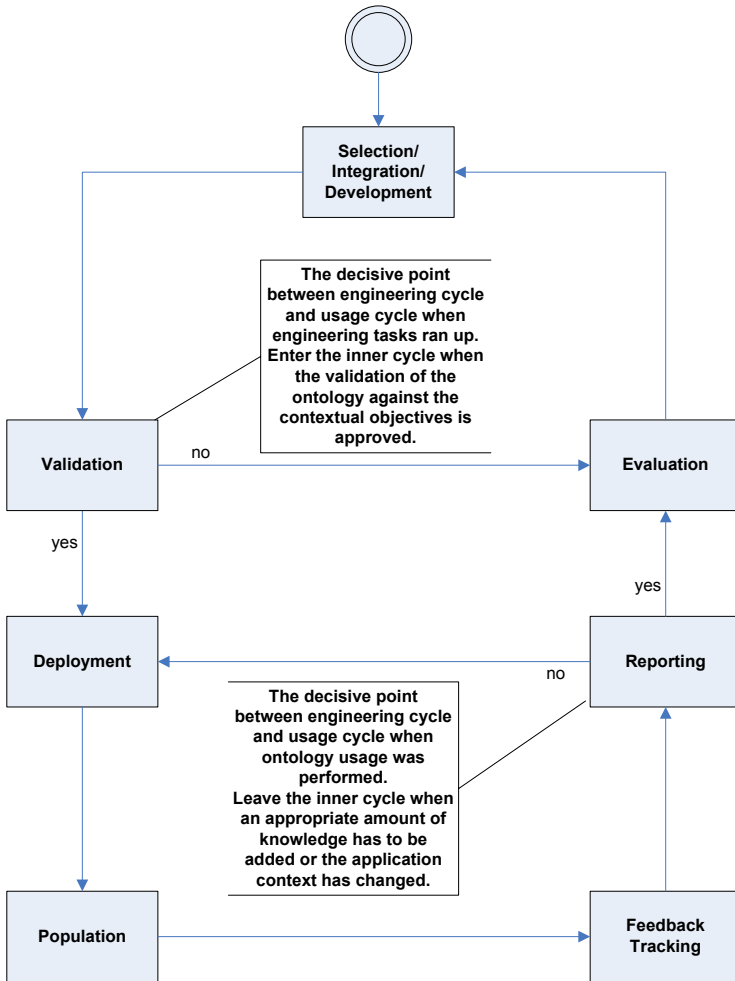 Selection/
Integration/
Development
The decisive point
between engineering cycle
and usage cycle when
engineering tasks ran up.
Enter the inner cycle when
the validation of the
ontology against the
contextual objectives is
approved.
Validation
no
Evaluation
yes
yes
Deployment
no
Reporting
The decisive point
between engineering cycle
and usage cycle when
ontology usage was
performed.
Leave the inner cycle when
an appropriate amount of
knowledge has to be
added or the application
context has changed.
Population
Feedback
Tracking